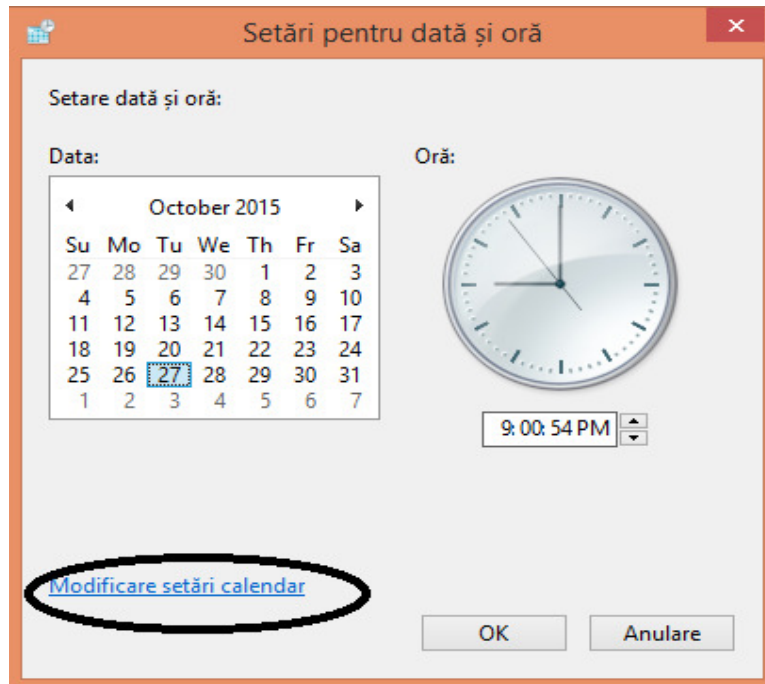 Setări pentru dată și oră
Setare dată și oră:
Data:
Oră:
October 2015
Su Mo Tu We Th Fr Sa
27 28 29 30 1 2 3
4 5 6 7 8 9 10
11 12 13 14 15 16 17
18 19 20 21 22 23 24
25 26 27 28 29 30 31
1 2 3 4 5 6 7
9:00:54 PM
Modificare setări calendar
OK
Anulare